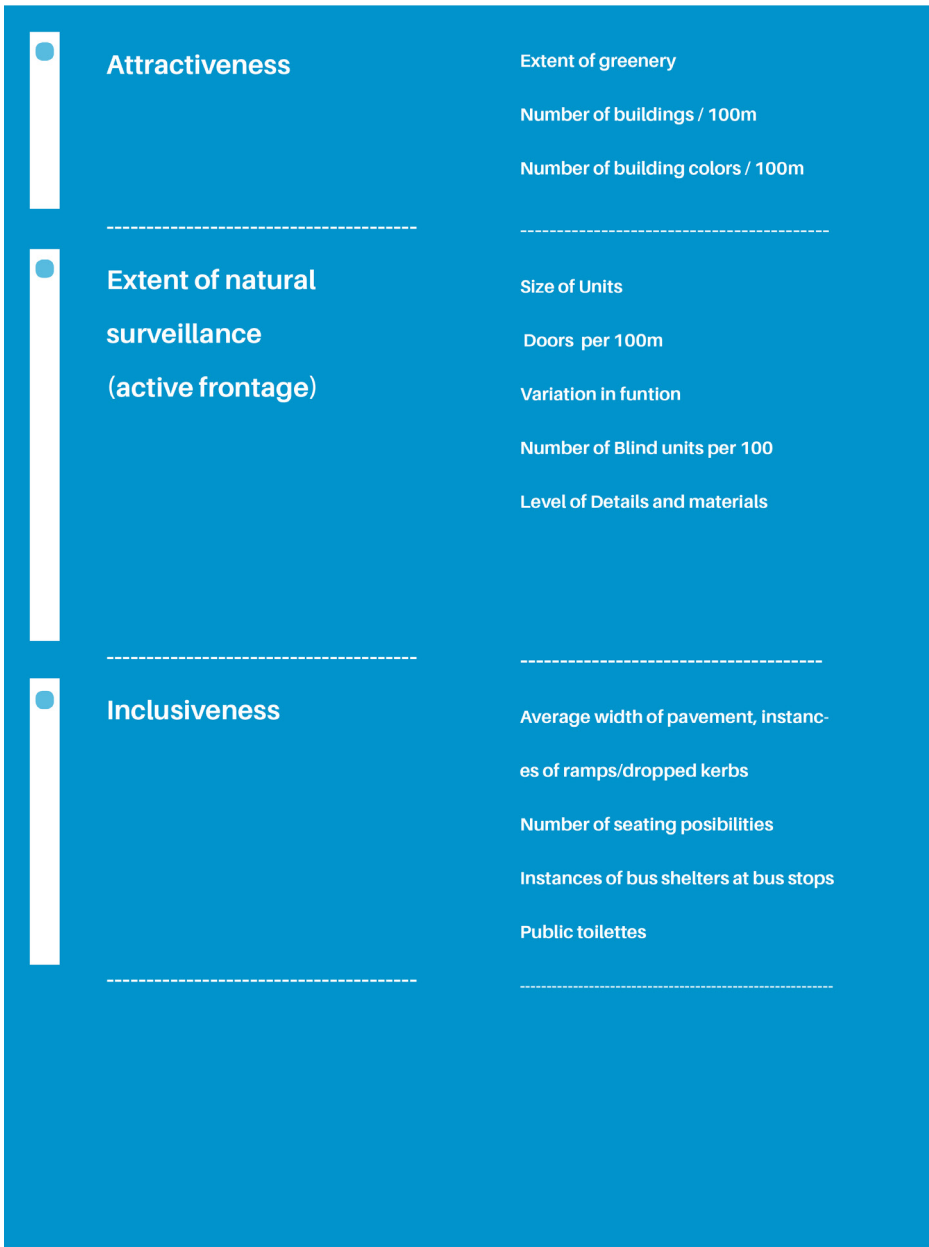 Attractiveness
Extent of greenery
Number of buildings / 100m
Number of building colors / 100m
---------------------------------------
-------------------------------------------
Extent of natural
surveillance
(active frontage)
Size of Units
Doors per 100m
Variation in funtion
Number of Blind units per 100
Level of Details and materials
---------------------------------------
--------------------------------------
Inclusiveness
Average width of pavement, instanc-
es of ramps/dropped kerbs
Number of seating posibilities
Instances of bus shelters at bus stops
Public toilettes
---------------------------------------
-----------------------------------------------------------